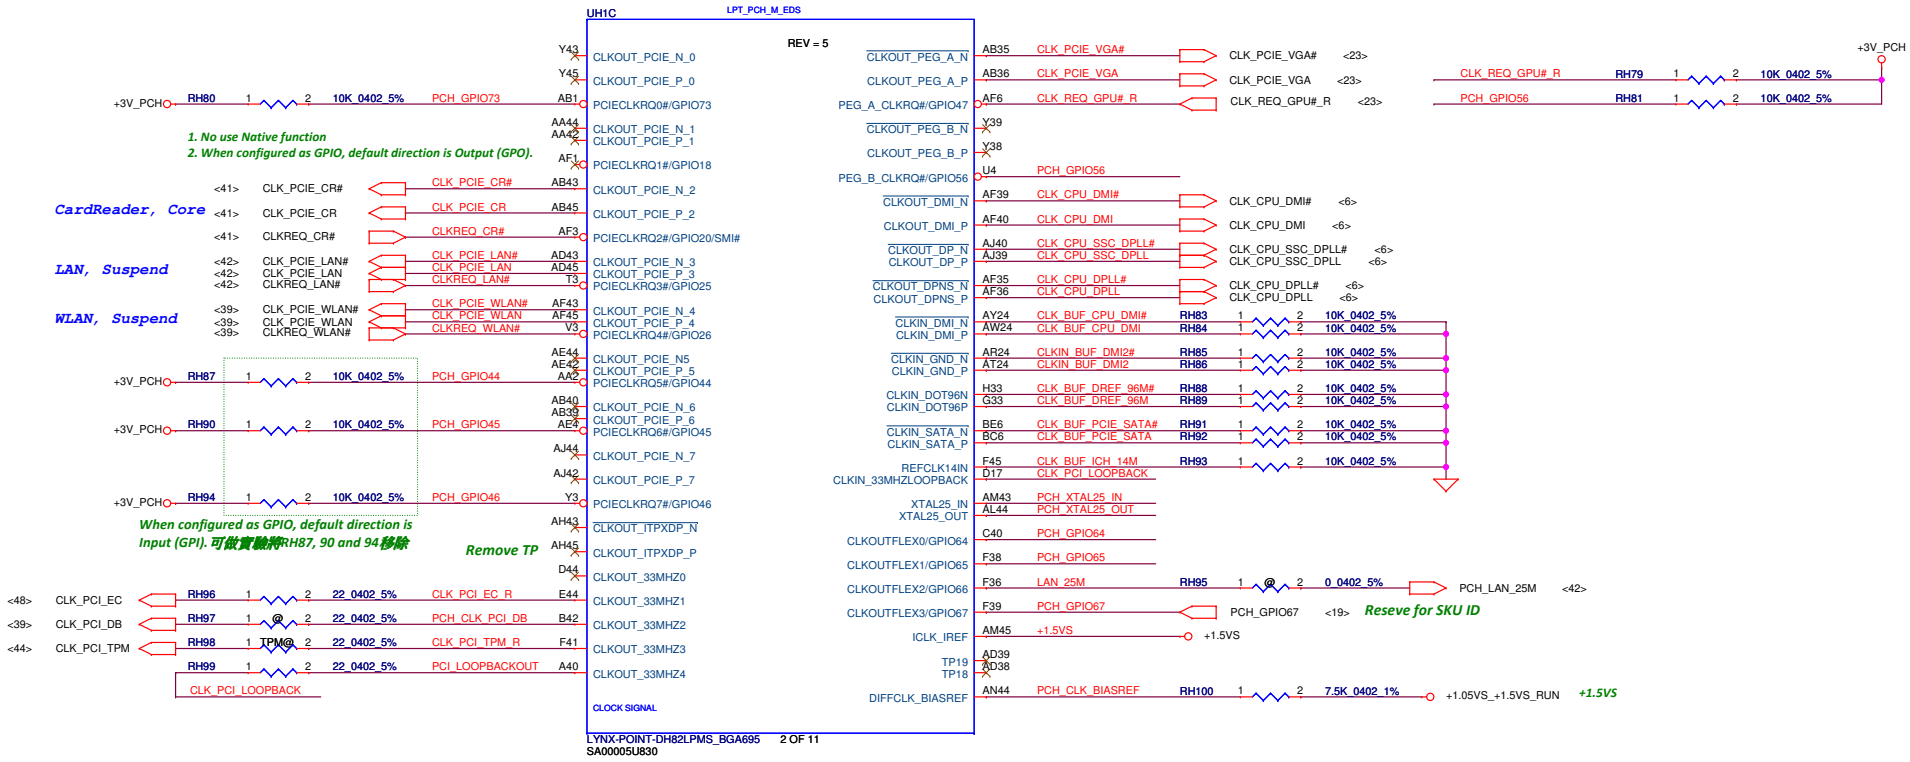 UH1C
LPT_PCH_M_EDS
REV = 5
Y43 CLKOUT_PCIE_N_0
Y45 CLKOUT_PCIE_P_0
+3V_PCH RH80 1 2 10K_0402_5% PCH_GPIO73 AB1 PCIECLKRQ0#/GPIO73
1. No use Native function
2. When configured as GPIO, default direction is Output (GPO).
AA44 CLKOUT_PCIE_N_1
AA42 CLKOUT_PCIE_P_1
AF1 PCIECLKRQ1#/GPIO18
<41> CLK_PCIE_CR# CLK_PCIE_CR# AB43 CLKOUT_PCIE_N_2
CardReader, Core
<41> CLK_PCIE_CR CLK_PCIE_CR AB45 CLKOUT_PCIE_P_2
<41> CLKREQ_CR# CLKREQ_CR# AF3 PCIECLKRQ2#/GPIO20/SMI#
<42> CLK_PCIE_LAN# CLK_PCIE_LAN# AD43 CLKOUT_PCIE_N_3
LAN, Suspend
<42> CLK_PCIE_LAN CLK_PCIE_LAN AD45 CLKOUT_PCIE_P_3
<42> CLKREQ_LAN# CLKREQ_LAN# T3 PCIECLKRQ3#/GPIO25
<39> CLK_PCIE_WLAN# CLK_PCIE_WLAN# AF43 CLKOUT_PCIE_N_4
WLAN, Suspend
<39> CLK_PCIE_WLAN CLK_PCIE_WLAN AF45 CLKOUT_PCIE_P_4
<39> CLKREQ_WLAN# CLKREQ_WLAN# V3 PCIECLKRQ4#/GPIO26
AE44 CLKOUT_PCIE_N5
AE42 CLKOUT_PCIE_P_5
+3V_PCH RH87 1 2 10K_0402_5% PCH_GPIO44 AA2 PCIECLKRQ5#/GPIO44
AB40 CLKOUT_PCIE_N_6
AB39 CLKOUT_PCIE_P_6
+3V_PCH RH90 1 2 10K_0402_5% PCH_GPIO45 AE4 PCIECLKRQ6#/GPIO45
AJ44 CLKOUT_PCIE_N_7
AJ42 CLKOUT_PCIE_P_7
+3V_PCH RH94 1 2 10K_0402_5% PCH_GPIO46 Y3 PCIECLKRQ7#/GPIO46
When configured as GPIO, default direction is
Input (GPI). 可做實驗將RH87, 90 and 94移除
AH43 CLKOUT_ITPXDP_N
Remove TP
AH45 CLKOUT_ITPXDP_P
D44 CLKOUT_33MHZ0
<48> CLK_PCI_EC RH96 1 2 22_0402_5% CLK_PCI_EC_R E44 CLKOUT_33MHZ1
<39> CLK_PCI_DB RH97 1 @ 2 22_0402_5% PCH_CLK_PCI_DB B42 CLKOUT_33MHZ2
<44> CLK_PCI_TPM RH98 1 TPM@ 2 22_0402_5% CLK_PCI_TPM_R F41 CLKOUT_33MHZ3
RH99 1 2 22_0402_5% PCI_LOOPBACKOUT A40 CLKOUT_33MHZ4
CLK_PCI_LOOPBACK
CLOCK SIGNAL
LYNX-POINT-DH82LPMS_BGA695 2 OF 11
SA00005U830
CLKOUT_PEG_A_N AB35 CLK_PCIE_VGA# CLK_PCIE_VGA# <23>
CLKOUT_PEG_A_P AB36 CLK_PCIE_VGA CLK_PCIE_VGA <23>
PEG_A_CLKRQ#/GPIO47 AF6 CLK_REQ_GPU#_R CLK_REQ_GPU#_R <23>
CLKOUT_PEG_B_N Y39
CLKOUT_PEG_B_P Y38
PEG_B_CLKRQ#/GPIO56 U4 PCH_GPIO56
CLKOUT_DMI_N AF39 CLK_CPU_DMI# CLK_CPU_DMI# <6>
CLKOUT_DMI_P AF40 CLK_CPU_DMI CLK_CPU_DMI <6>
CLKOUT_DP_N AJ40 CLK_CPU_SSC_DPLL# CLK_CPU_SSC_DPLL# <6>
CLKOUT_DP_P AJ39 CLK_CPU_SSC_DPLL CLK_CPU_SSC_DPLL <6>
CLKOUT_DPNS_N AF35 CLK_CPU_DPLL# CLK_CPU_DPLL# <6>
CLKOUT_DPNS_P AF36 CLK_CPU_DPLL CLK_CPU_DPLL <6>
CLKIN_DMI_N AY24 CLK_BUF_CPU_DMI# RH83 1 2 10K_0402_5%
CLKIN_DMI_P AW24 CLK_BUF_CPU_DMI RH84 1 2 10K_0402_5%
CLKIN_GND_N AR24 CLKIN_BUF_DMI2# RH85 1 2 10K_0402_5%
CLKIN_GND_P AT24 CLKIN_BUF_DMI2 RH86 1 2 10K_0402_5%
CLKIN_DOT96N H33 CLK_BUF_DREF_96M# RH88 1 2 10K_0402_5%
CLKIN_DOT96P G33 CLK_BUF_DREF_96M RH89 1 2 10K_0402_5%
CLKIN_SATA_N BE6 CLK_BUF_PCIE_SATA# RH91 1 2 10K_0402_5%
CLKIN_SATA_P BC6 CLK_BUF_PCIE_SATA RH92 1 2 10K_0402_5%
REFCLK14IN F45 CLK_BUF_ICH_14M RH93 1 2 10K_0402_5%
CLKIN_33MHZLOOPBACK D17 CLK_PCI_LOOPBACK
XTAL25_IN AM43 PCH_XTAL25_IN
XTAL25_OUT AL44 PCH_XTAL25_OUT
CLKOUTFLEX0/GPIO64 C40 PCH_GPIO64
CLKOUTFLEX1/GPIO65 F38 PCH_GPIO65
CLKOUTFLEX2/GPIO66 F36 LAN_25M RH95 1 @ 2 0_0402_5% PCH_LAN_25M <42>
CLKOUTFLEX3/GPIO67 F39 PCH_GPIO67 PCH_GPIO67 <19> Reseve for SKU ID
ICLK_IREF AM45 +1.5VS +1.5VS
TP19 AD39
TP18 AD38
DIFFCLK_BIASREF AN44 PCH_CLK_BIASREF RH100 1 2 7.5K_0402_1% +1.05VS_+1.5VS_RUN +1.5VS
+3V_PCH
CLK_REQ_GPU#_R RH79 1 2 10K_0402_5%
PCH_GPIO56 RH81 1 2 10K_0402_5%